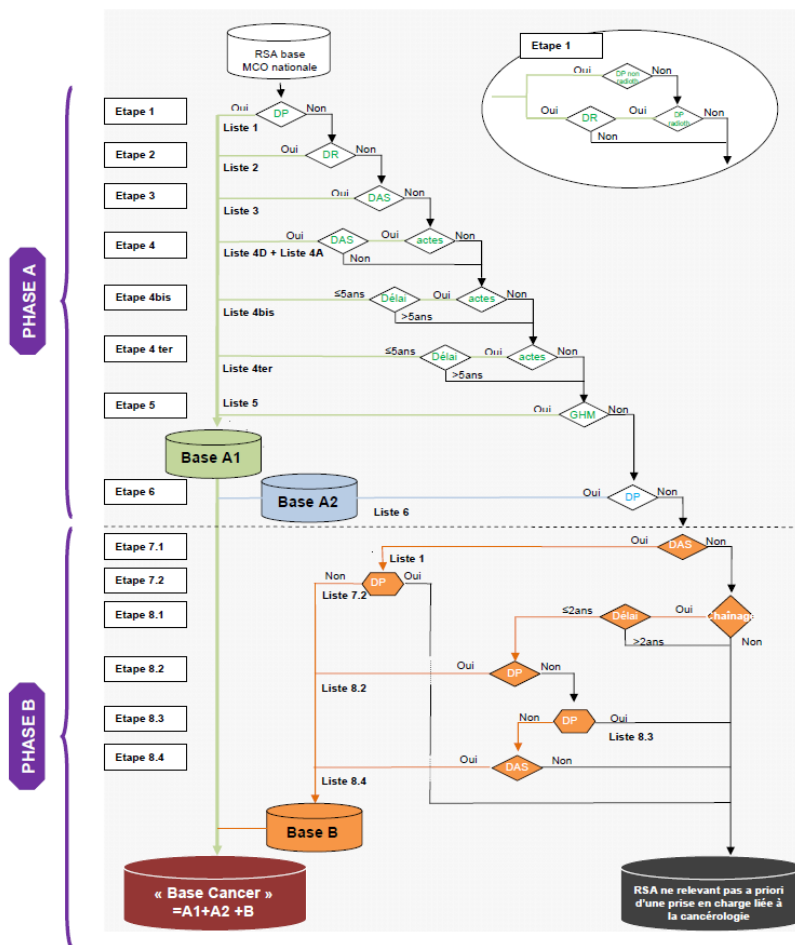 RSA base
MCO nationale
Etape 1
DP non
radioth
Oui
Non
Oui
DR
Oui
DP
radioth
Non
Non
PHASE A
Etape 1
Oui
DP
Non
Liste 1
Etape 2
Oui
DR
Non
Liste 2
Etape 3
Oui
DAS
Non
Liste 3
Etape 4
Oui
DAS
Oui
actes
Non
Liste 4D + Liste 4A
Non
Etape 4bis
≤5ans
Délai
Oui
actes
Non
Liste 4bis
>5ans
Etape 4 ter
≤5ans
Délai
Oui
actes
Non
Liste 4ter
>5ans
Etape 5
Liste 5
Oui
GHM
Non
Base A1
Etape 6
Base A2
Oui
DP
Non
Liste 6
PHASE B
Etape 7.1
Oui
DAS
Non
Liste 1
Etape 7.2
Non
DP
Oui
Liste 7.2
Etape 8.1
≤2ans
Délai
Oui
Chaînage
>2ans
Non
Etape 8.2
Oui
DP
Non
Liste 8.2
Etape 8.3
Non
DP
Oui
Liste 8.3
Etape 8.4
Oui
DAS
Non
Liste 8.4
Base B
« Base Cancer »
=A1+A2 +B
RSA ne relevant pas a priori
d'une prise en charge liée à
la cancérologie